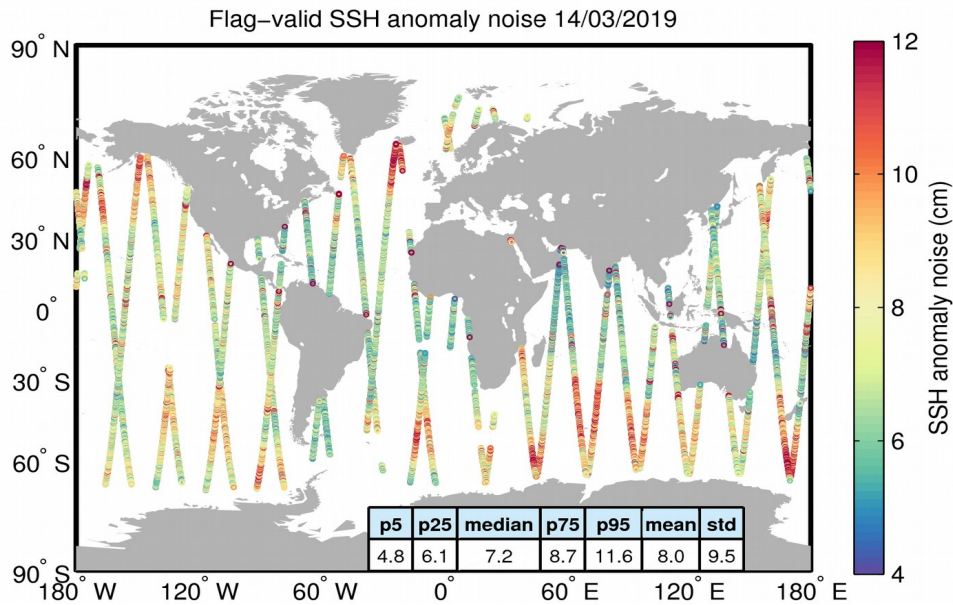 Flag−valid SSH anomaly noise 14/03/2019
90° N
60° N
30° N
0°
30° S
60° S
90° S
180° W 120° W 60° W 0° 60° E 120° E 180° E
p5 p25 median p75 p95 mean std
4.8 6.1 7.2 8.7 11.6 8.0 9.5
12
10
8
6
4
SSH anomaly noise (cm)